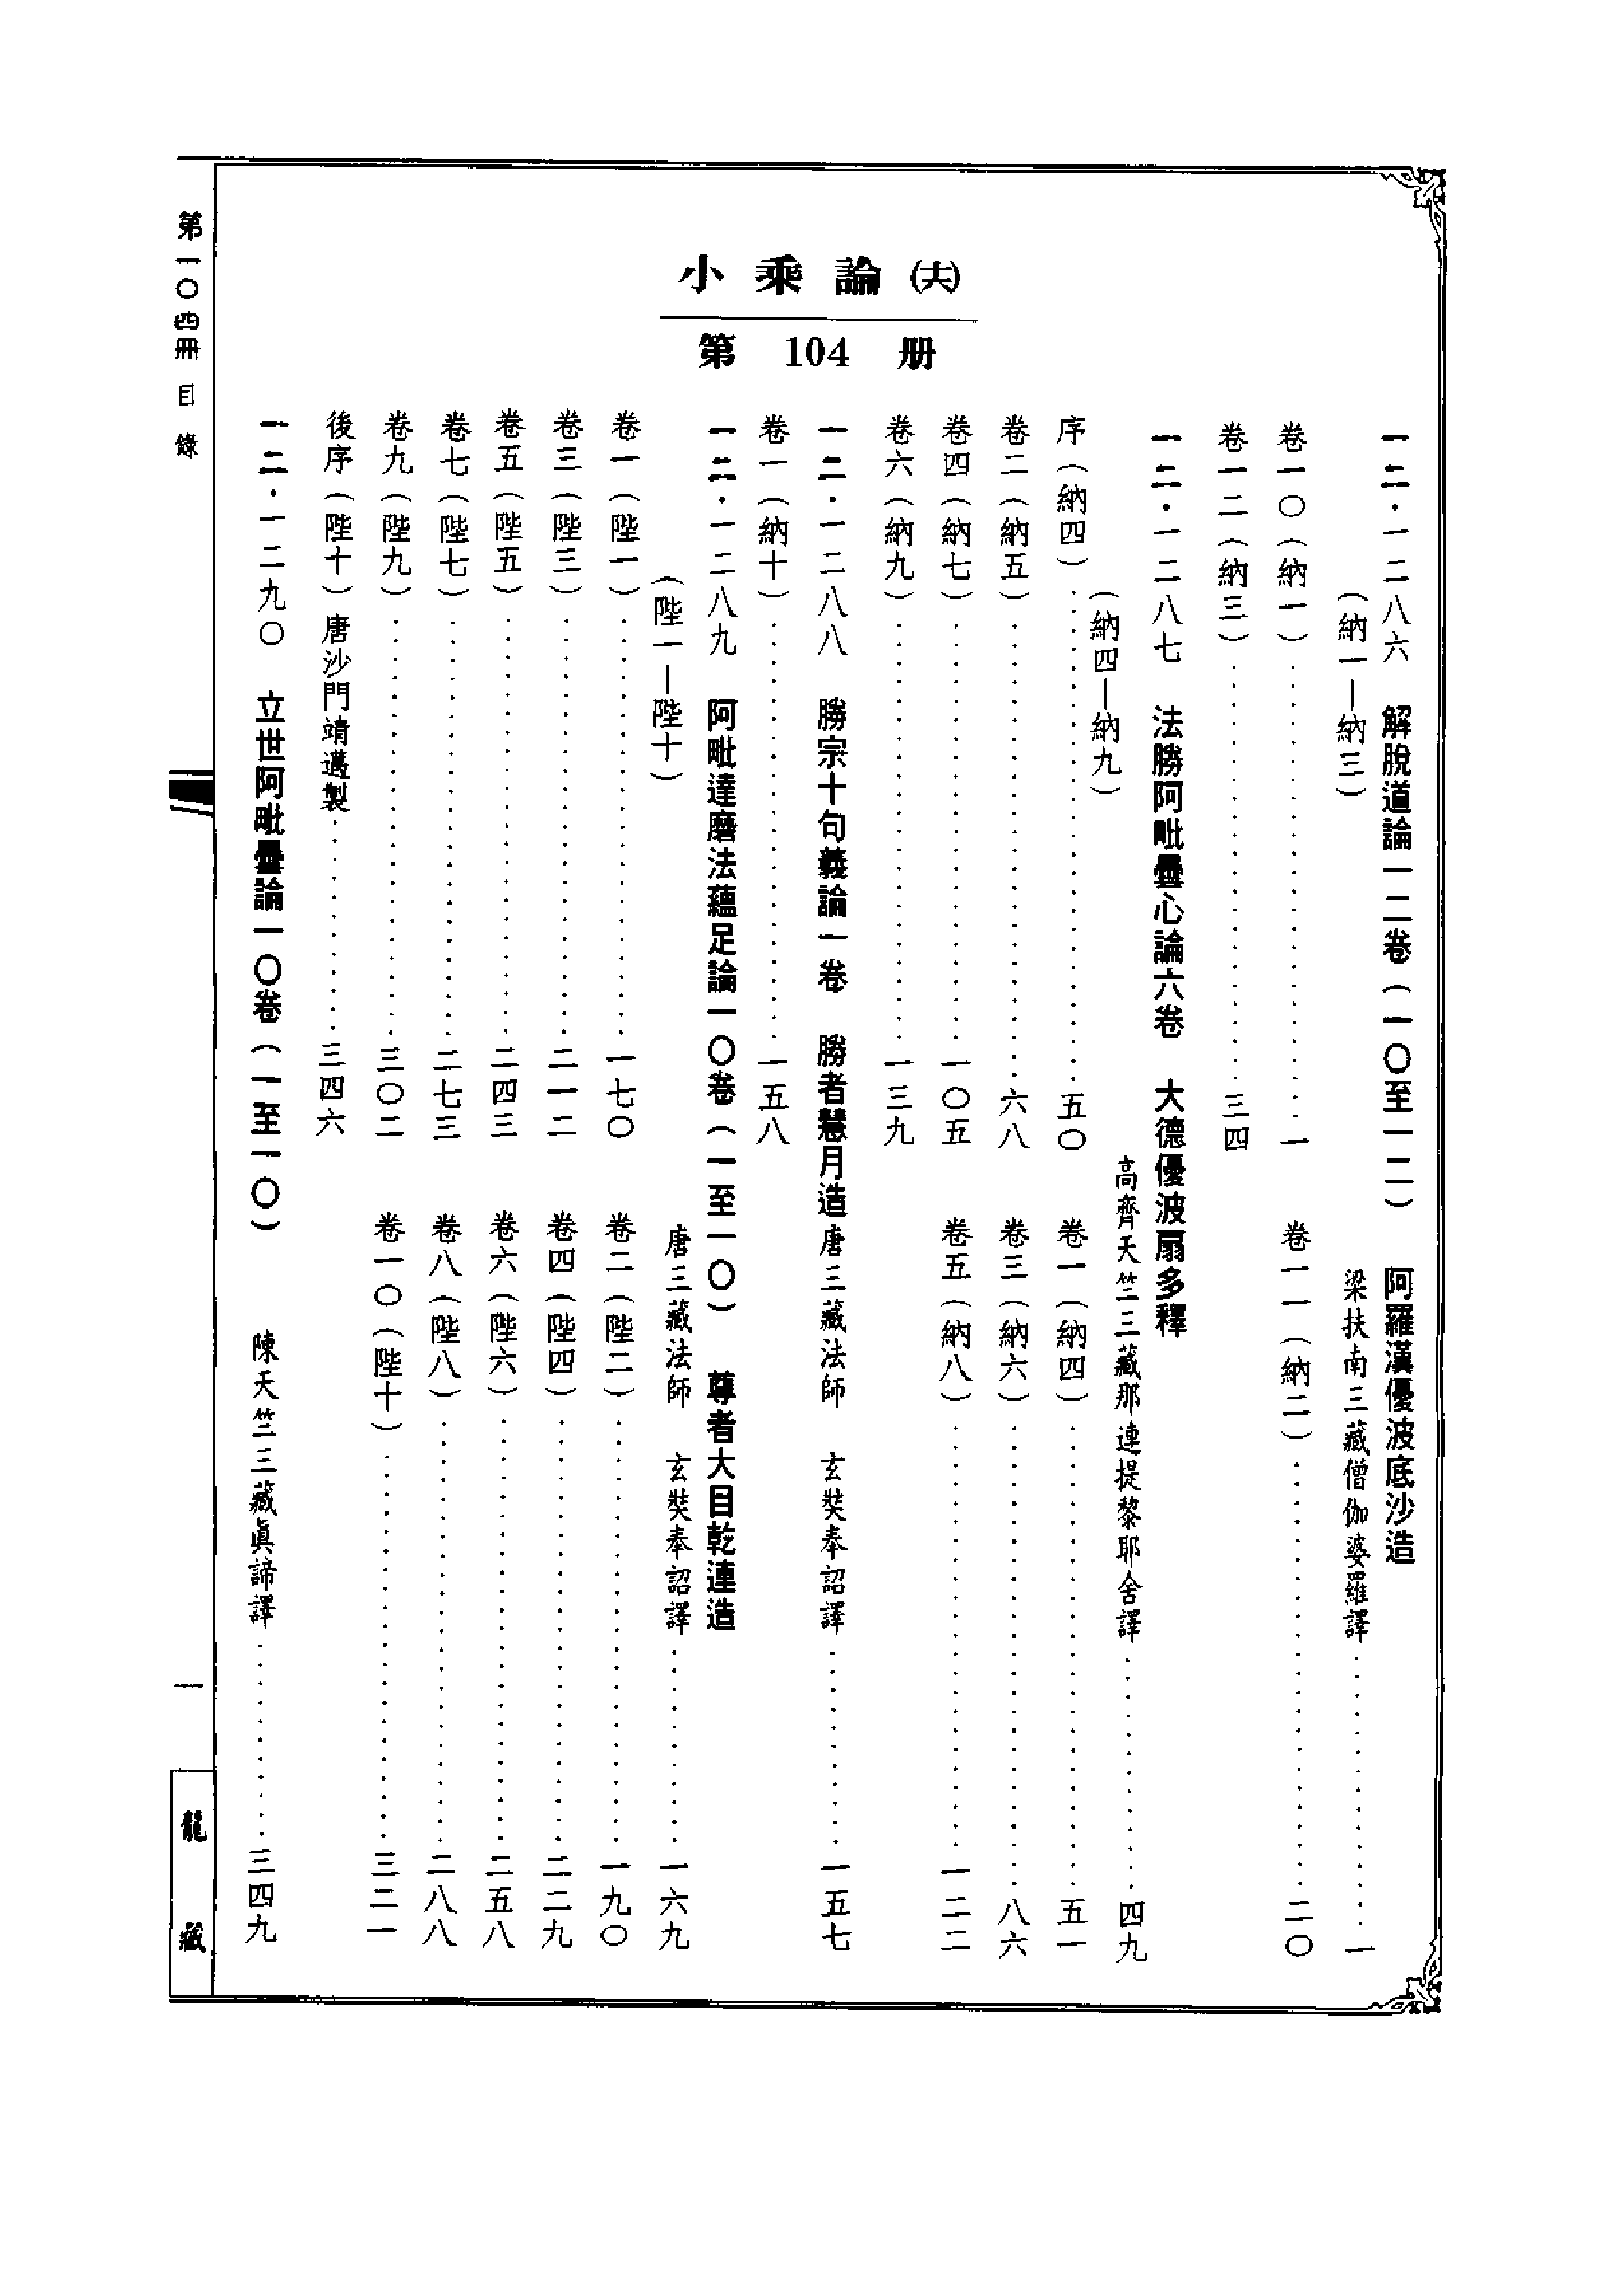 小乘論㈥
第 104 册
一二·一二八六 解脫道論一二卷（一〇至一二） 阿羅漢優波底沙造
（納一—納三） 梁扶南三藏僧伽婆羅譯…………一
卷一〇（納一）…………一 卷一一（納二）…………二〇
卷一二（納三）…………三四
一二·一二八七 法勝阿毗曇心論六卷 大德優波扇多釋
（納四—納九） 高齊天竺三藏那連提黎耶舍譯…………四九
序（納四）…………五〇 卷一（納四）…………五一
卷二（納五）…………六八 卷三（納六）…………八六
卷四（納七）…………一〇五 卷五（納八）…………一二二
卷六（納九）…………一三九
一二·一二八八 勝宗十句義論一卷 勝者慧月造 唐三藏法師 玄奘奉詔譯…………一五七
卷一（納十）…………一五八
一二·一二八九 阿毗達磨法蘊足論一〇卷（一至一〇） 尊者大目乾連造
（陛一—陛十） 唐三藏法師 玄奘奉詔譯…………一六九
卷一（陛一）…………一七〇 卷二（陛二）…………一九〇
卷三（陛三）…………二一二 卷四（陛四）…………二二九
卷五（陛五）…………二四三 卷六（陛六）…………二五八
卷七（陛七）…………二七三 卷八（陛八）…………二八八
卷九（陛九）…………三〇二 卷一〇（陛十）…………三二一
後序（陛十）唐沙門靖邁製…………三四六
一二·一二九〇 立世阿毗曇論一〇卷（一至一〇） 陳天竺三藏眞諦譯…………三四九
第一〇四冊 目錄
一
龍藏